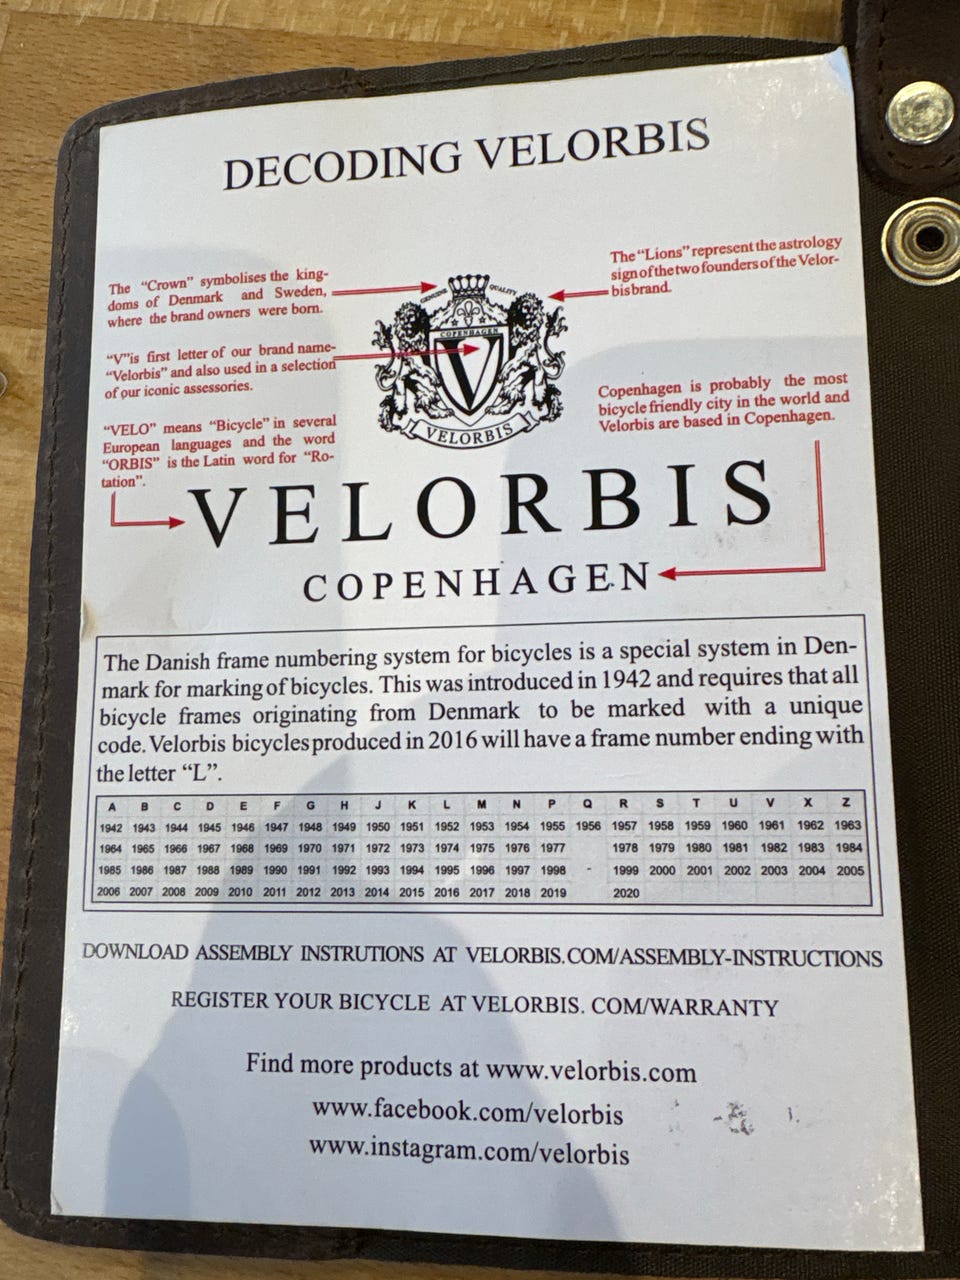 DECODING VELORBIS
The "Crown" symbolises the king-
doms of Denmark and Sweden,
where the brand owners were born.
The "Lions" represent the astrology
sign of the two founders of the Velor-
bis brand.
GENUINE QUALITY
COPENHAGEN
V
VELORBIS
"V"is first letter of our brand name-
"Velorbis" and also used in a selection
of our iconic assessories.
Copenhagen is probably the most
bicycle friendly city in the world and
Velorbis are based in Copenhagen.
"VELO" means "Bicycle" in several
European languages and the word
"ORBIS" is the Latin word for "Ro-
tation".
VELORBIS
COPENHAGEN
The Danish frame numbering system for bicycles is a special system in Den-
mark for marking of bicycles. This was introduced in 1942 and requires that all
bicycle frames originating from Denmark to be marked with a unique
code. Velorbis bicycles produced in 2016 will have a frame number ending with
the letter "L".
A B C D E F G H J K L M N P Q R S T U V X Z
1942 1943 1944 1945 1946 1947 1948 1949 1950 1951 1952 1953 1954 1955 1956 1957 1958 1959 1960 1961 1962 1963
1964 1965 1966 1967 1968 1969 1970 1971 1972 1973 1974 1975 1976 1977 1978 1979 1980 1981 1982 1983 1984
1985 1986 1987 1988 1989 1990 1991 1992 1993 1994 1995 1996 1997 1998 - 1999 2000 2001 2002 2003 2004 2005
2006 2007 2008 2009 2010 2011 2012 2013 2014 2015 2016 2017 2018 2019 2020
DOWNLOAD ASSEMBLY INSTRUTIONS AT VELORBIS.COM/ASSEMBLY-INSTRUCTIONS
REGISTER YOUR BICYCLE AT VELORBIS. COM/WARRANTY
Find more products at www.velorbis.com
www.facebook.com/velorbis
www.instagram.com/velorbis